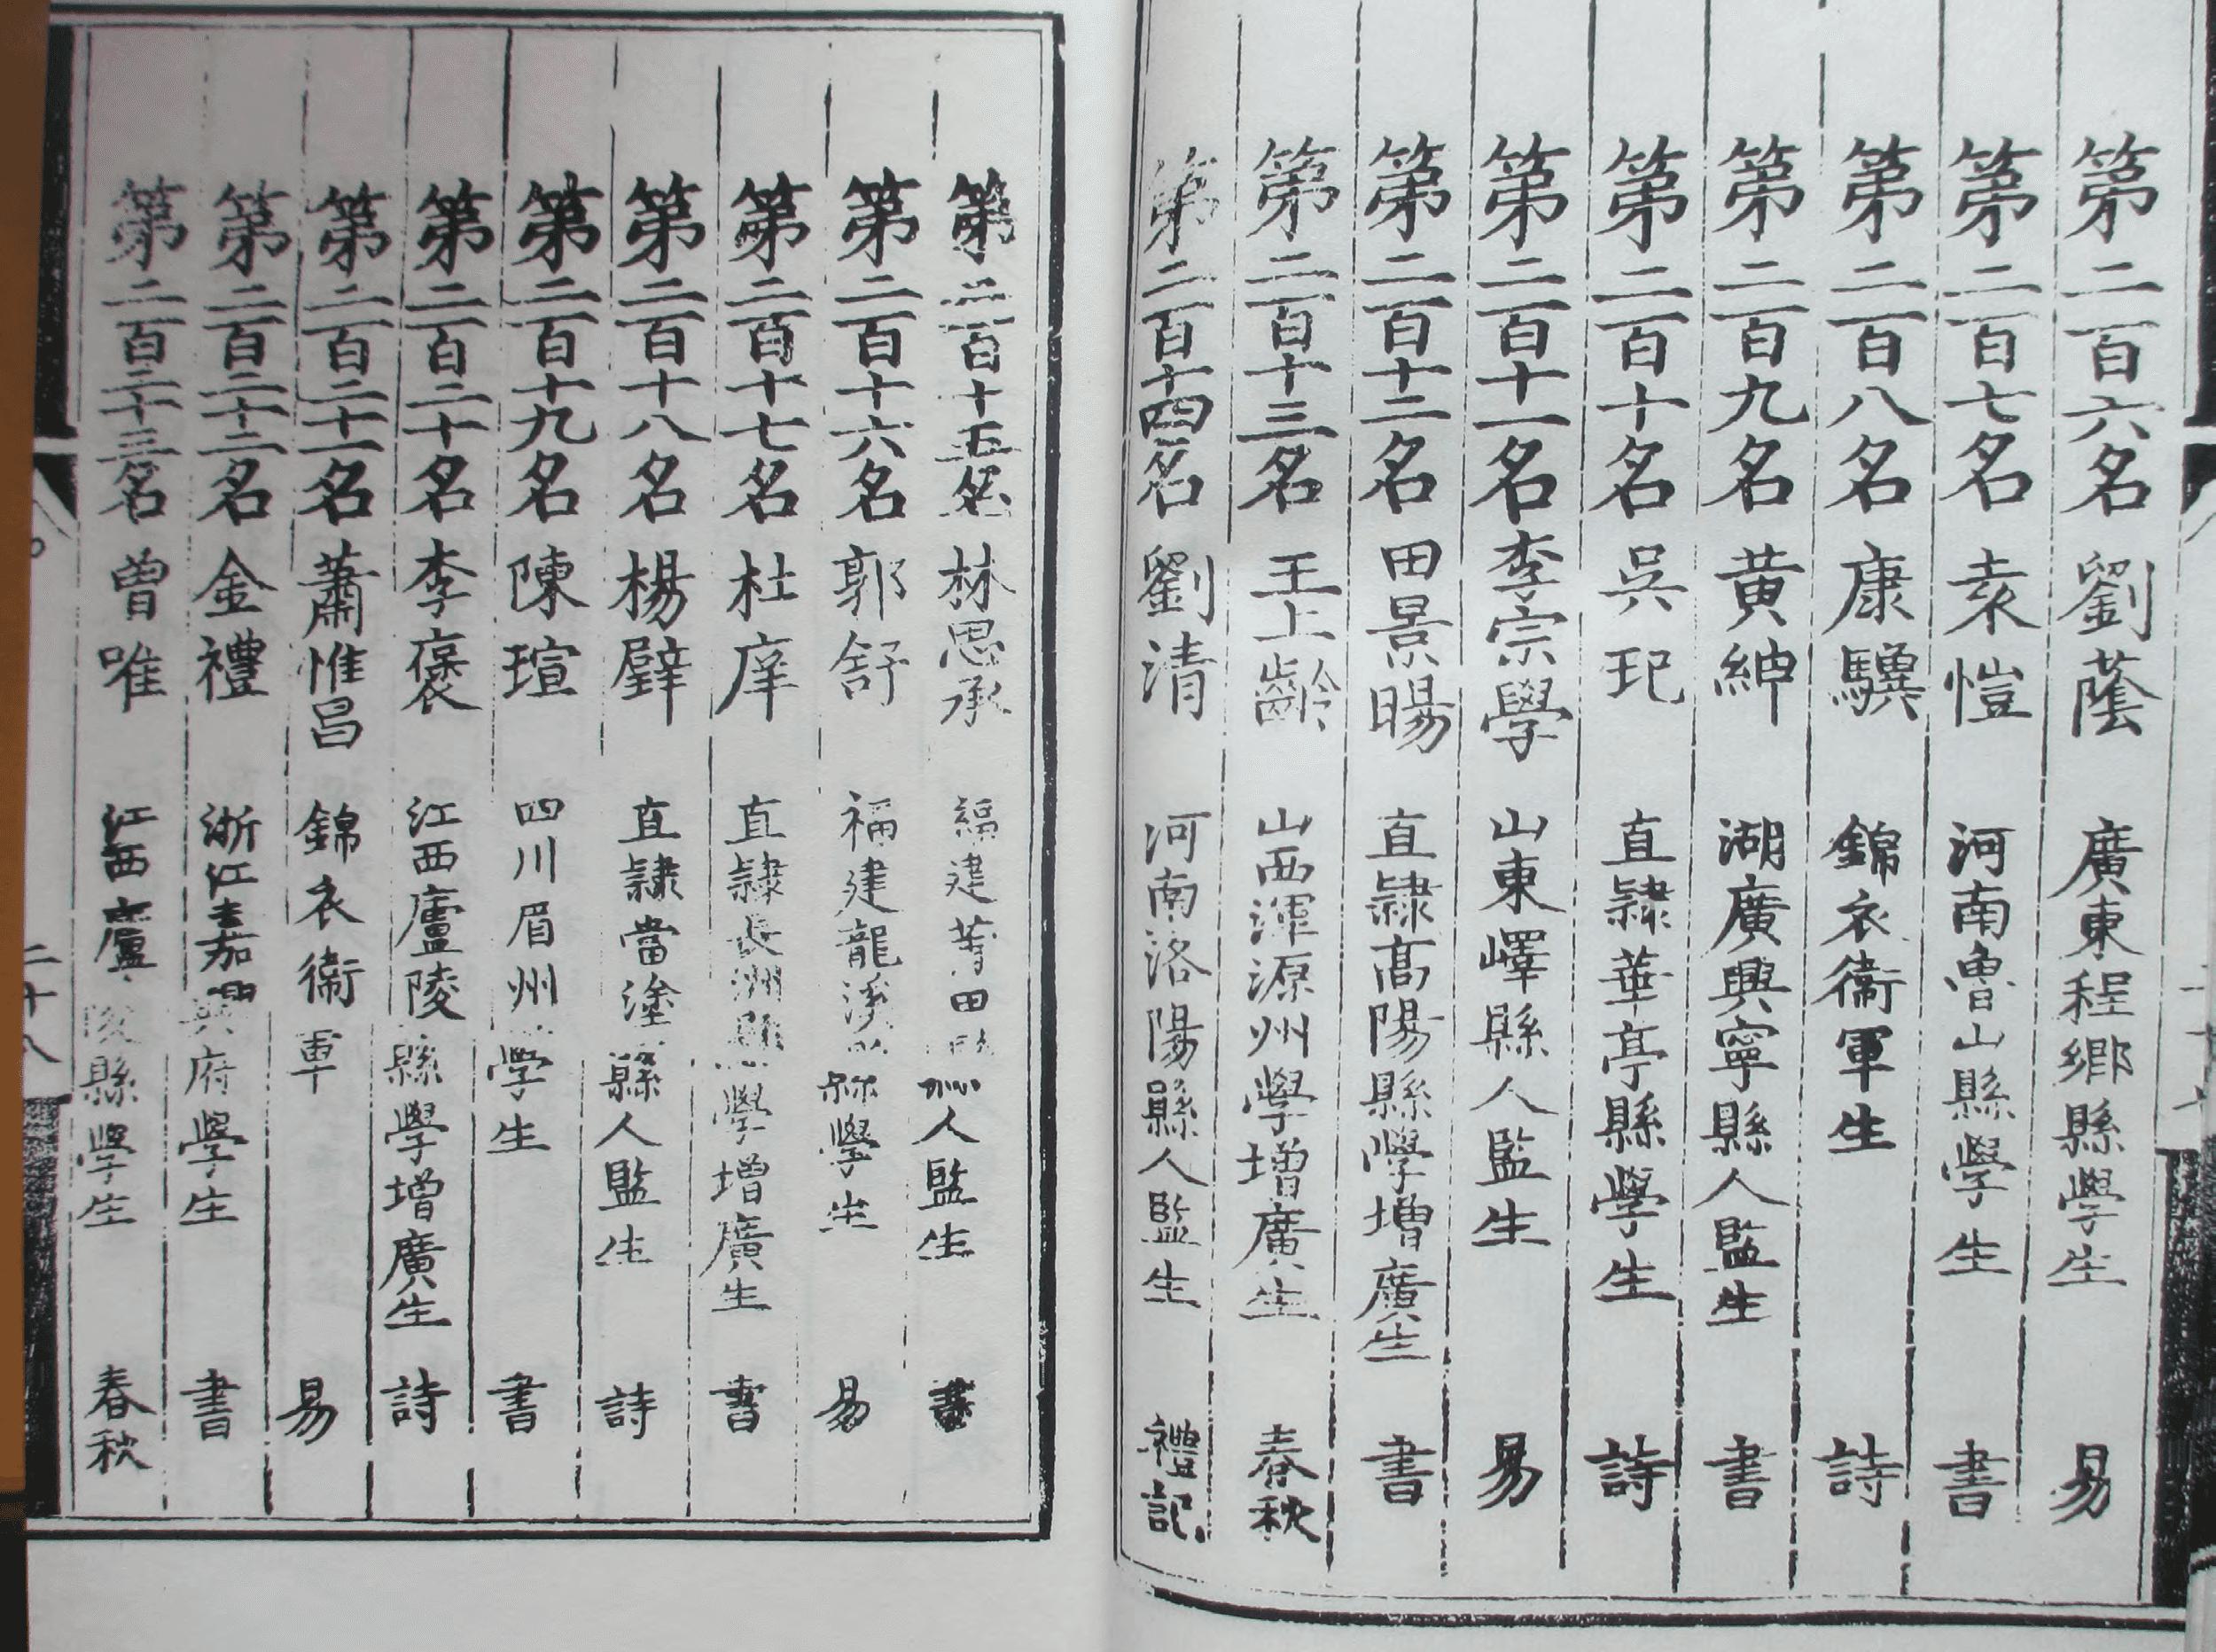 第二百六名劉蔭 廣東程鄉縣學生 易
第二百七名袁愷 河南魯山縣學生 書
第二百八名康驥 錦衣衞軍生 詩
第二百九名黃紳 湖廣興寧縣人監生 書
第二百十名吳玘 直隸華亭縣學生 詩
第二百十一名李宗學 山東嶧縣人監生 易
第二百十二名田景暘 直隸高陽縣學增廣生 書
第二百十三名王上齡 山西渾源州學增廣生 春秋
第二百十四名劉清 河南洛陽縣人監生 禮記
第二百十五名林思承 福建莆田縣人監生 書
第二百十六名郭舒 福建龍溪縣學生 易
第二百十七名杜庠 直隸長洲縣學增廣生 書
第二百十八名楊璧 直隸當塗縣人監生 詩
第二百十九名陳瑄 四川眉州學生 書
第二百二十名李褒 江西廬陵縣學增廣生 詩
第二百二十一名蕭惟昌 錦衣衞軍 易
第二百二十二名金禮 浙江嘉興府學生 書
第二百二十三名曾唯 江西廬陵縣學生 春秋
二十八